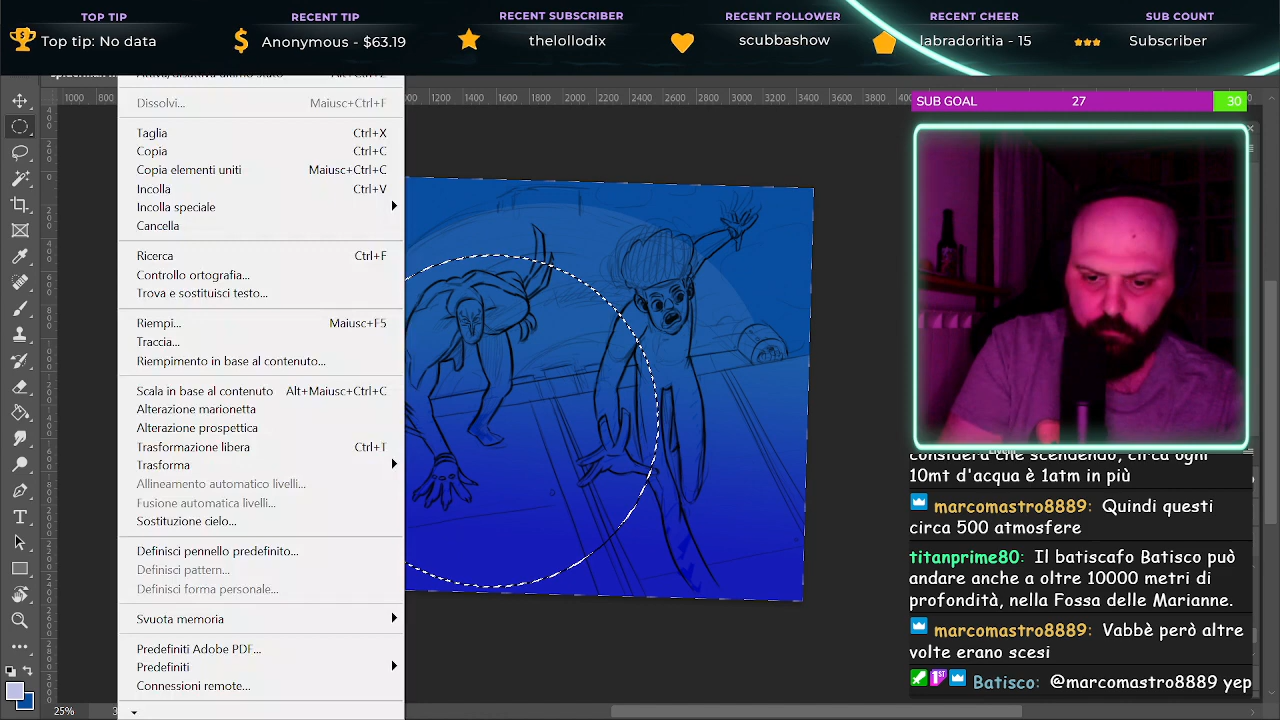 TOP TIP
Top tip: No data
RECENT TIP
Anonymous - $63.19
RECENT SUBSCRIBER
thelollodix
RECENT FOLLOWER
scubbashow
RECENT CHEER
labradoritia - 15
SUB COUNT
Subscriber
1000 800
1200 1400 1600 1800 2000 2200 2400 2600 2800 3000 3200 3400 3600 3800
Dissolvi... Maiusc+Ctrl+F
Taglia Ctrl+X
Copia Ctrl+C
Copia elementi uniti Maiusc+Ctrl+C
Incolla Ctrl+V
Incolla speciale
Cancella
Ricerca Ctrl+F
Controllo ortografia...
Trova e sostituisci testo...
Riempi... Maiusc+F5
Traccia...
Riempimento in base al contenuto...
Scala in base al contenuto Alt+Maiusc+Ctrl+C
Alterazione marionetta
Alterazione prospettica
Trasformazione libera Ctrl+T
Trasforma
Allineamento automatico livelli...
Fusione automatica livelli...
Sostituzione cielo...
Definisci pennello predefinito...
Definisci pattern...
Definisci forma personale...
Svuota memoria
Predefiniti Adobe PDF...
Predefiniti
Connessioni remote...
25%
SUB GOAL 27 30
considera che scendendo, circa ogni
10mt d'acqua è 1atm in più
marcomastro8889: Quindi questi
circa 500 atmosfere
titanprime80: Il batiscafo Batisco può
andare anche a oltre 10000 metri di
profondità, nella Fossa delle Marianne.
marcomastro8889: Vabbè però altre
volte erano scesi
Batisco: @marcomastro8889 yep